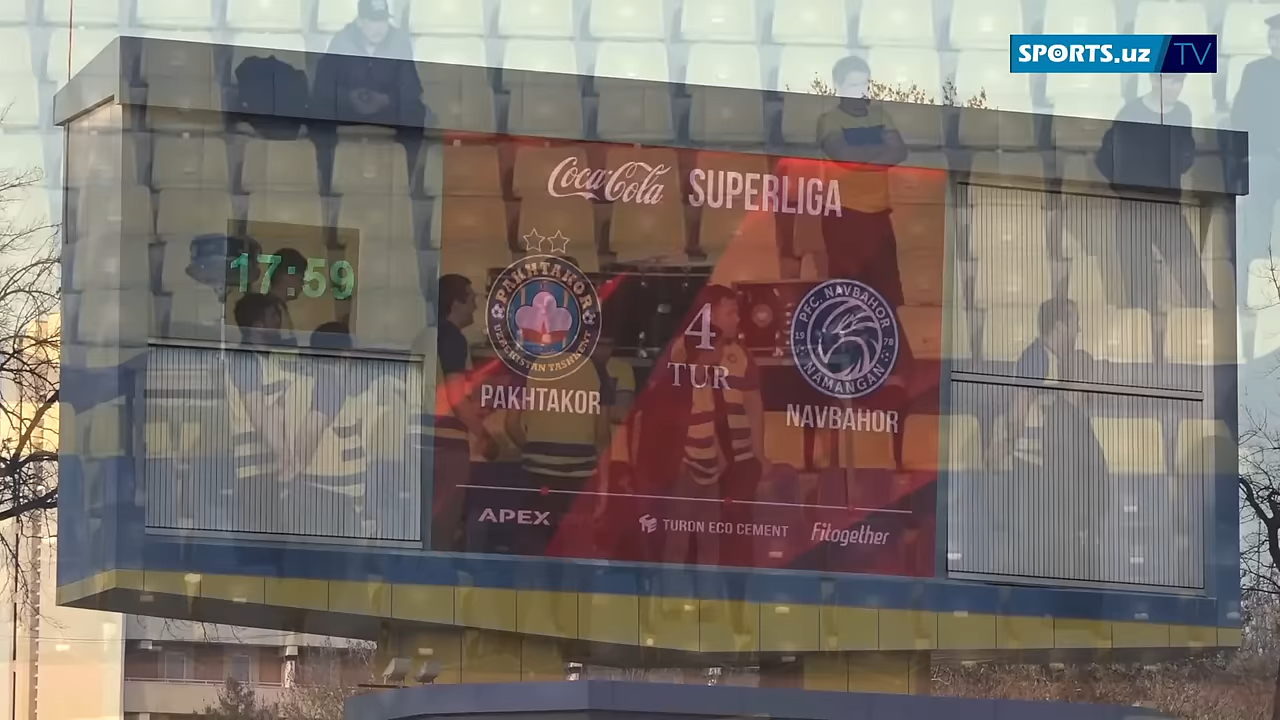 SPORTS.uz TV
Coca-Cola SUPERLIGA
17:59
PAKHTAKOR
UZBEKISTAN TASHKENT
4
TUR
PFC. NAVBAHOR
19 78
NAMANGAN
PAKHTAKOR
NAVBAHOR
APEX
TURON ECO CEMENT
Fitogether